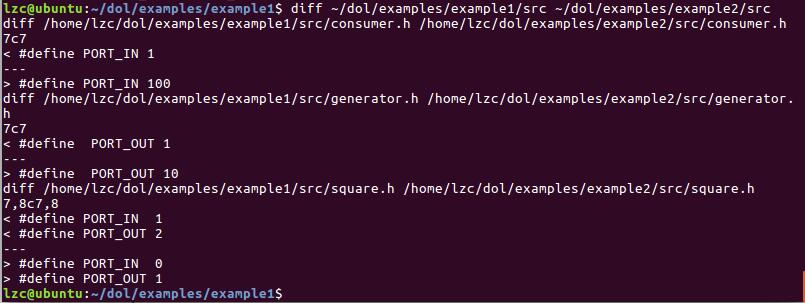 lzc@ubuntu:~/dol/examples/example1$ diff ~/dol/examples/example1/src ~/dol/examples/example2/src
diff /home/lzc/dol/examples/example1/src/consumer.h /home/lzc/dol/examples/example2/src/consumer.h
7c7
< #define PORT_IN 1
---
> #define PORT_IN 100
diff /home/lzc/dol/examples/example1/src/generator.h /home/lzc/dol/examples/example2/src/generator.
h
7c7
< #define  PORT_OUT 1
---
> #define  PORT_OUT 10
diff /home/lzc/dol/examples/example1/src/square.h /home/lzc/dol/examples/example2/src/square.h
7,8c7,8
< #define PORT_IN  1
< #define PORT_OUT 2
---
> #define PORT_IN  0
> #define PORT_OUT 1
lzc@ubuntu:~/dol/examples/example1$